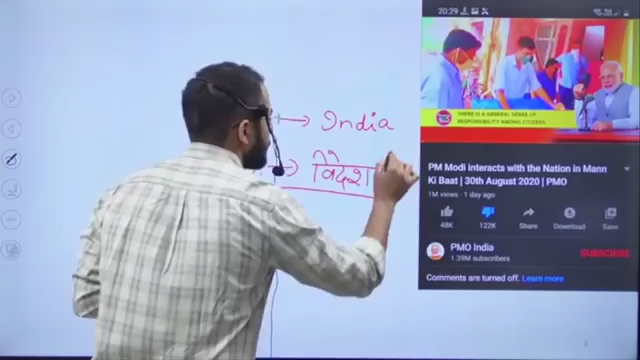 → India
→ विदेश
20:29
THERE IS A GENERAL SENSE OF
RESPONSIBILITY AMONG CITIZENS
PM Modi interacts with the Nation in Mann
Ki Baat | 30th August 2020 | PMO
1M views · 1 day ago
48K
122K
Share
Download
Save
PMO India
1.39M subscribers
SUBSCRIBE
Comments are turned off. Learn more